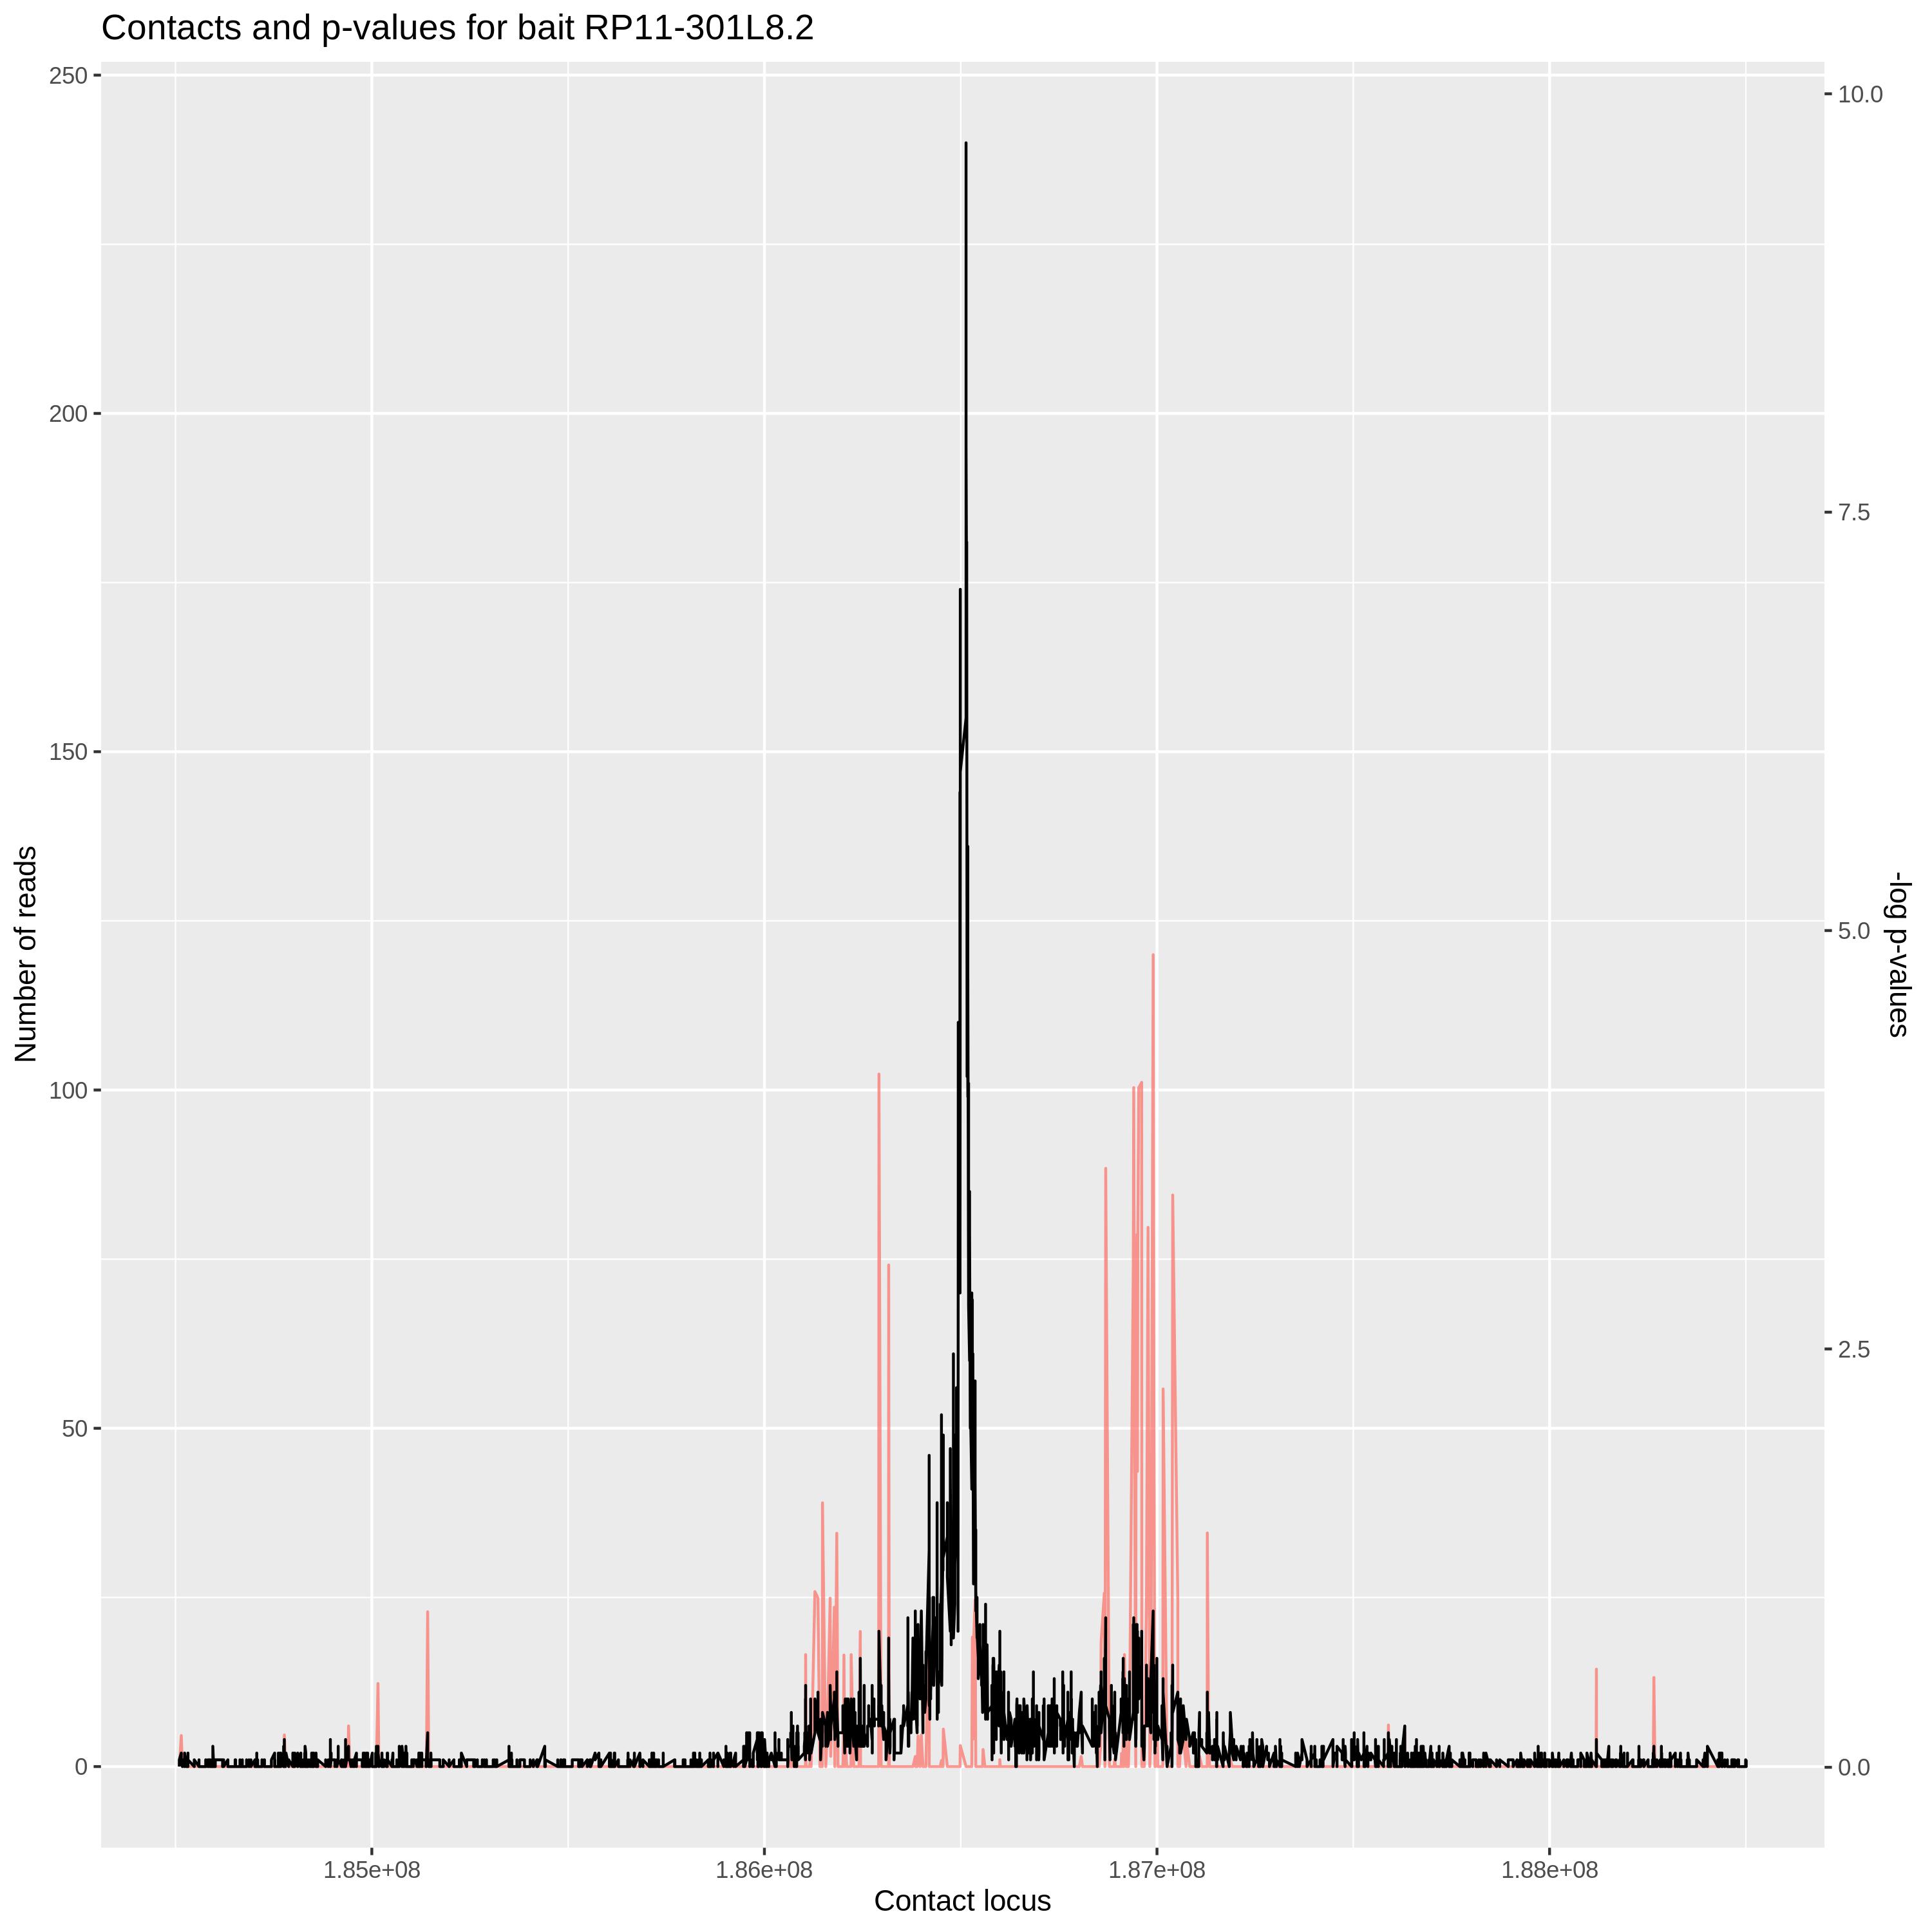 Contacts and p-values for bait RP11-301L8.2
250
200
150
100
50
0
Number of reads
10.0
7.5
5.0
2.5
0.0
-log p-values
1.85e+08 1.86e+08 1.87e+08 1.88e+08
Contact locus